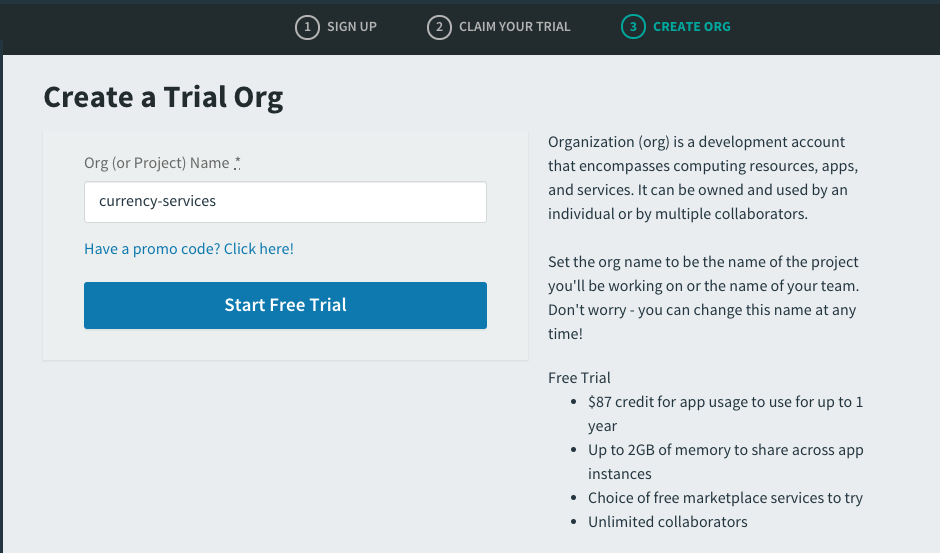 1 SIGN UP 2 CLAIM YOUR TRIAL 3 CREATE ORG
Create a Trial Org
Org (or Project) Name .*.
currency-services
Have a promo code? Click here!
Start Free Trial
Organization (org) is a development account
that encompasses computing resources, apps,
and services. It can be owned and used by an
individual or by multiple collaborators.
Set the org name to be the name of the project
you'll be working on or the name of your team.
Don't worry - you can change this name at any
time!
Free Trial
• $87 credit for app usage to use for up to 1
year
• Up to 2GB of memory to share across app
instances
• Choice of free marketplace services to try
• Unlimited collaborators